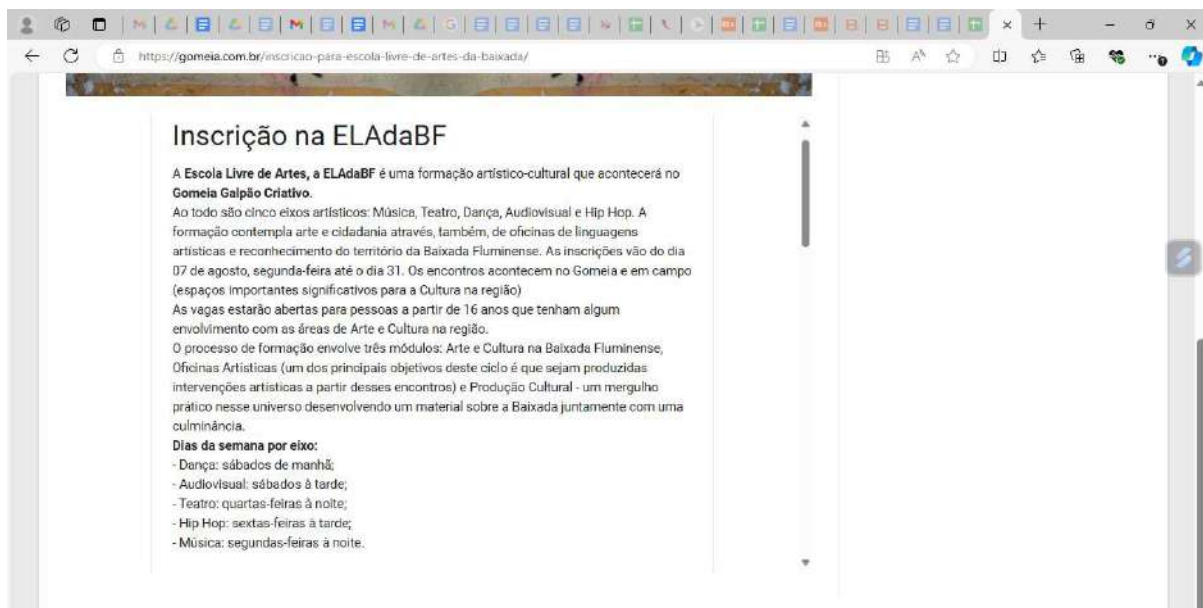 https://gomeia.com.br/inscricao-para-escola-livre-de-artes-da-baixada/
Inscrição na ELAdaBF
A Escola Livre de Artes, a ELAdaBF é uma formação artístico-cultural que acontecerá no
Gomeia Galpão Criativo.
Ao todo são cinco eixos artísticos: Música, Teatro, Dança, Audiovisual e Hip Hop. A
formação contempla arte e cidadania através, também, de oficinas de linguagens
artísticas e reconhecimento do território da Baixada Fluminense. As inscrições vão do dia
07 de agosto, segunda-feira até o dia 31. Os encontros acontecem no Gomeia e em campo
(espaços importantes significativos para a Cultura na região)
As vagas estarão abertas para pessoas a partir de 16 anos que tenham algum
envolvimento com as áreas de Arte e Cultura na região.
O processo de formação envolve três módulos: Arte e Cultura na Baixada Fluminense,
Oficinas Artísticas (um dos principais objetivos deste ciclo é que sejam produzidas
intervenções artísticas a partir desses encontros) e Produção Cultural - um mergulho
prático nesse universo desenvolvendo um material sobre a Baixada juntamente com uma
culminância.
Dias da semana por eixo:
- Dança: sábados de manhã;
- Audiovisual: sábados à tarde;
- Teatro: quartas-feiras à noite;
- Hip Hop: sextas-feiras à tarde;
- Música: segundas-feiras à noite.